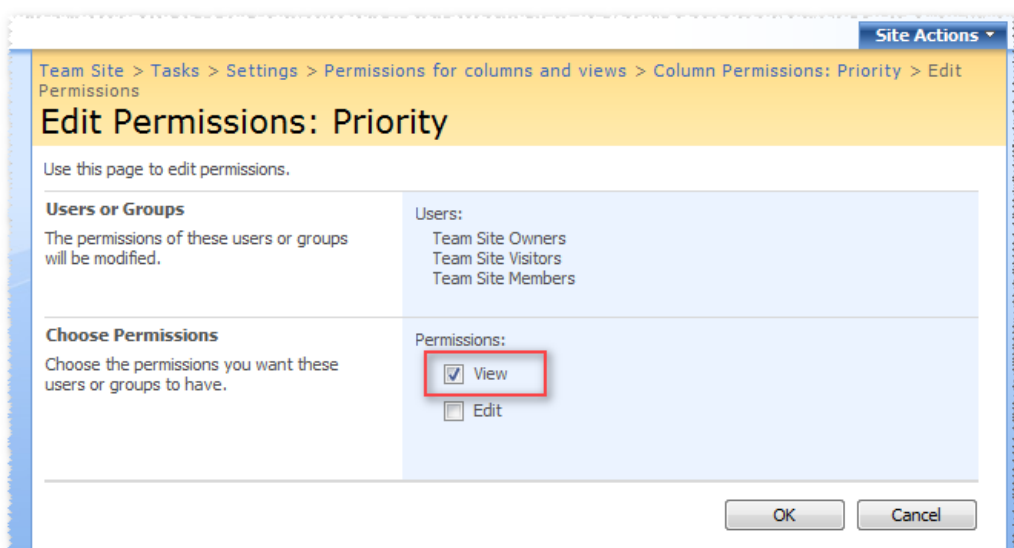 Site Actions
Team Site > Tasks > Settings > Permissions for columns and views > Column Permissions: Priority > Edit
Permissions
Edit Permissions: Priority
Use this page to edit permissions.
Users or Groups
The permissions of these users or groups
will be modified.
Users:
Team Site Owners
Team Site Visitors
Team Site Members
Choose Permissions
Choose the permissions you want these
users or groups to have.
Permissions:
View
Edit
OK
Cancel